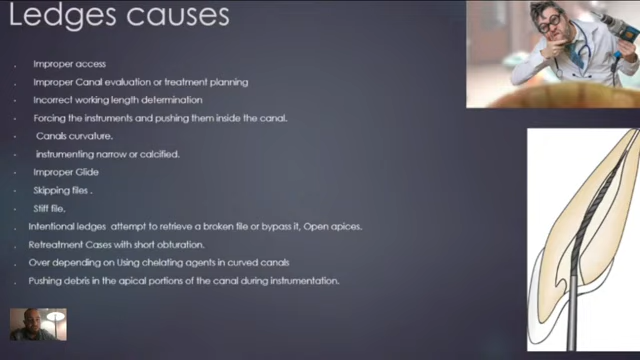 Ledges causes
Improper access
Improper Canal evaluation or treatment planning
Incorrect working length determination
Forcing the instruments and pushing them inside the canal.
Canals curvature.
instrumenting narrow or calcified.
Improper Glide
Skipping files .
Stiff file.
Intentional ledges attempt to retrieve a broken file or bypass it, Open apices.
Retreatment Cases with short obturation.
Over depending on Using chelating agents in curved canals
Pushing debris in the apical portions of the canal during instrumentation.